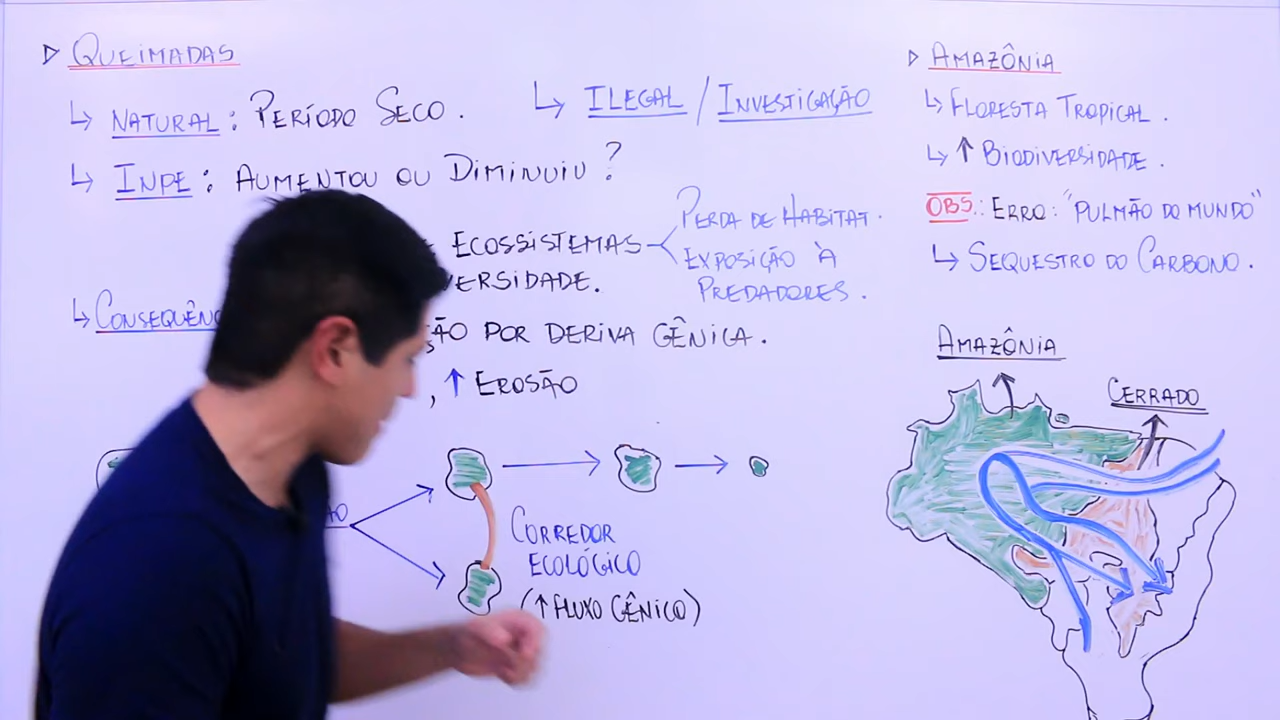 ▷ QUEIMADAS
↳ NATURAL: PERÍODO SECO.
↳ ILEGAL / INVESTIGAÇÃO
↳ INPE: AUMENTOU OU DIMINUIU?
ECOSSISTEMAS
PERDA DE HABITAT.
EXPOSIÇÃO À
PREDADORES.
VERSIDADE.
↳ CONSEQUÊNC
ÇÃO POR DERIVA GÊNICA.
, ↑ EROSÃO
ÃO
CORREDOR
ECOLÓGICO
(↑ FLUXO GÊNICO)
▷ AMAZÔNIA
↳ FLORESTA TROPICAL.
↳ ↑ BIODIVERSIDADE.
OBS.: ERRO: "PULMÃO DO MUNDO"
↳ SEQUESTRO DO CARBONO.
AMAZÔNIA
CERRADO